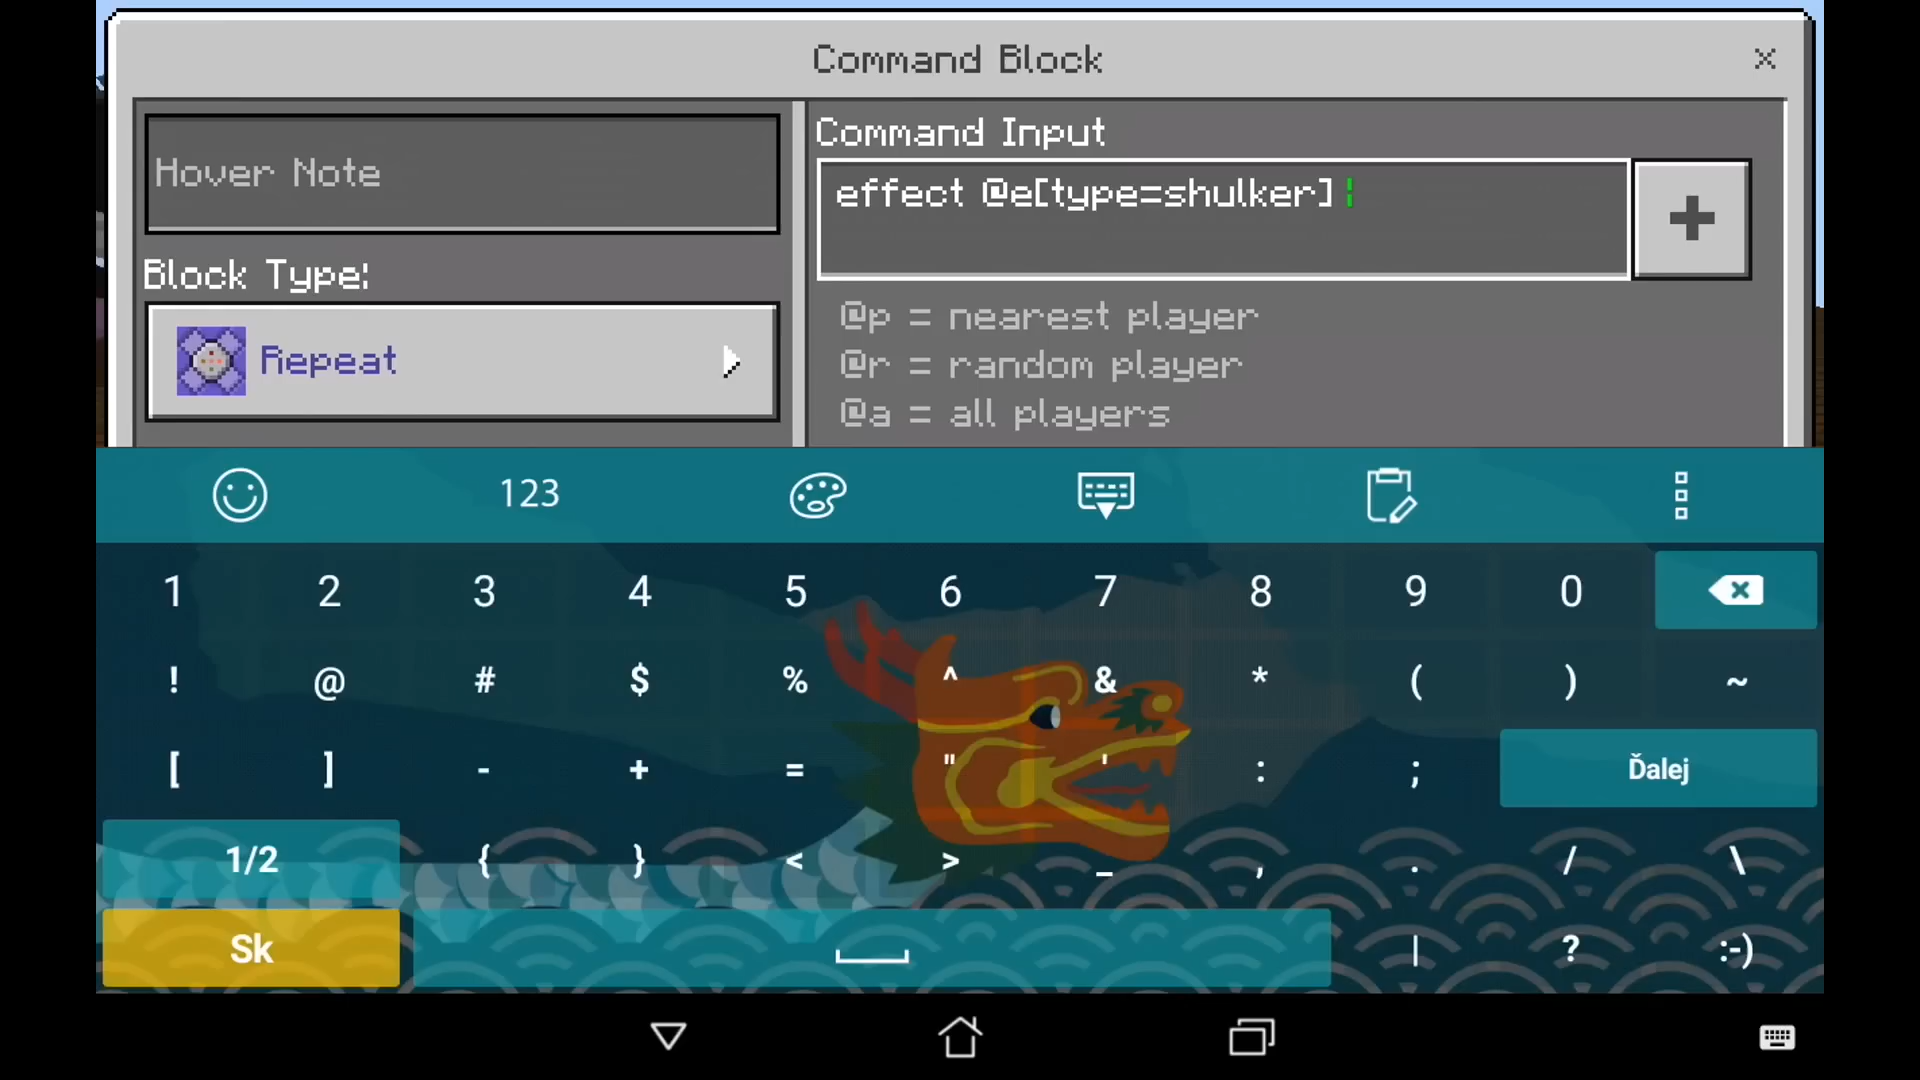 Command Block
Hover Note
Block Type:
Repeat
Command Input
effect @e[type=shulker]
@p = nearest player
@r = random player
@a = all players
123
1 2 3 4 5 6 7 8 9 0
! @ # $ % ^ & * ( ) ~
[ ] - + = " ' : ; Ďalej
1/2 { } < > _ , . / \
Sk | ? :-)